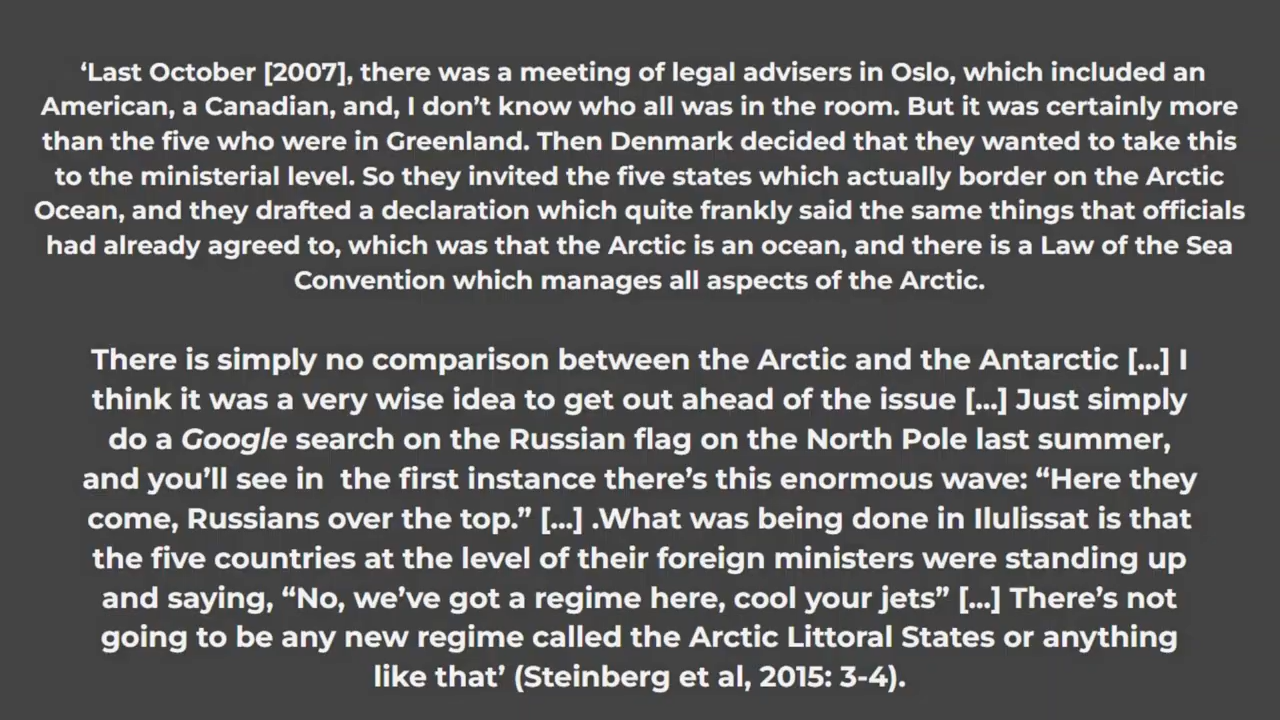 ‘Last October [2007], there was a meeting of legal advisers in Oslo, which included an
American, a Canadian, and, I don’t know who all was in the room. But it was certainly more
than the five who were in Greenland. Then Denmark decided that they wanted to take this
to the ministerial level. So they invited the five states which actually border on the Arctic
Ocean, and they drafted a declaration which quite frankly said the same things that officials
had already agreed to, which was that the Arctic is an ocean, and there is a Law of the Sea
Convention which manages all aspects of the Arctic.
There is simply no comparison between the Arctic and the Antarctic [...] I
think it was a very wise idea to get out ahead of the issue [...] Just simply
do a Google search on the Russian flag on the North Pole last summer,
and you’ll see in  the first instance there’s this enormous wave: “Here they
come, Russians over the top.” [...] .What was being done in Ilulissat is that
the five countries at the level of their foreign ministers were standing up
and saying, “No, we’ve got a regime here, cool your jets” [...] There’s not
going to be any new regime called the Arctic Littoral States or anything
like that’ (Steinberg et al, 2015: 3-4).